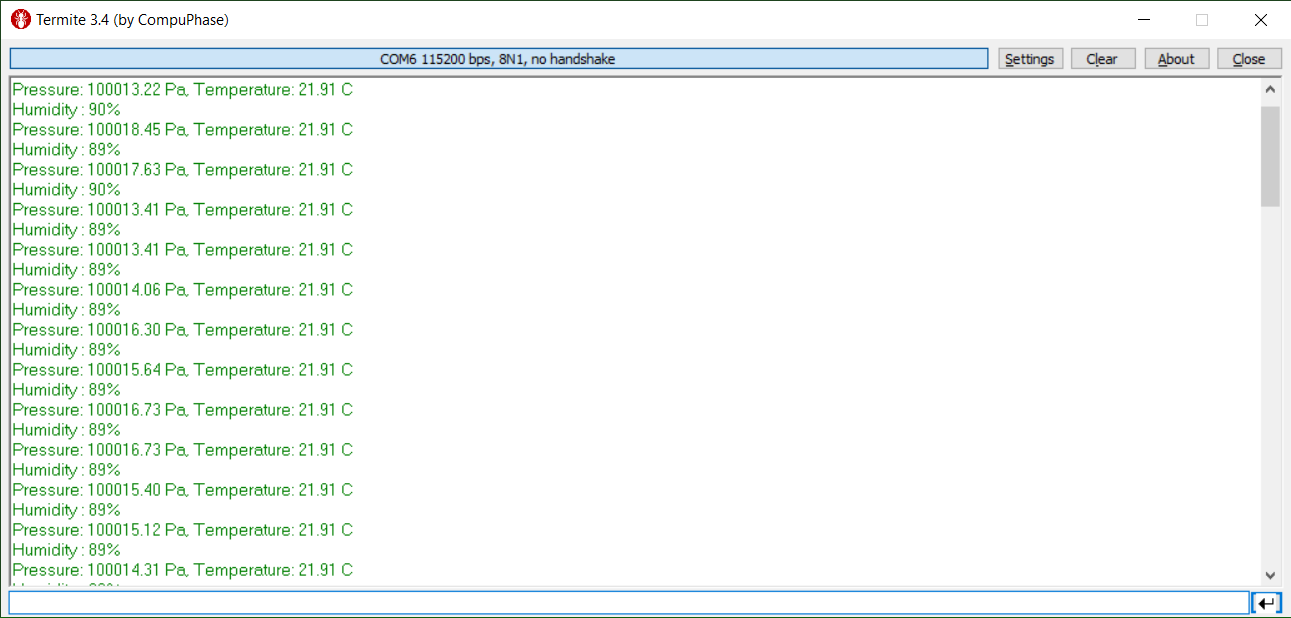 Termite 3.4 (by CompuPhase)
COM6 115200 bps, 8N1, no handshake
Settings
Clear
About
Close
Pressure: 100013.22 Pa, Temperature: 21.91 C
Humidity : 90%
Pressure: 100018.45 Pa, Temperature: 21.91 C
Humidity : 89%
Pressure: 100017.63 Pa, Temperature: 21.91 C
Humidity : 90%
Pressure: 100013.41 Pa, Temperature: 21.91 C
Humidity : 89%
Pressure: 100013.41 Pa, Temperature: 21.91 C
Humidity : 89%
Pressure: 100014.06 Pa, Temperature: 21.91 C
Humidity : 89%
Pressure: 100016.30 Pa, Temperature: 21.91 C
Humidity : 89%
Pressure: 100015.64 Pa, Temperature: 21.91 C
Humidity : 89%
Pressure: 100016.73 Pa, Temperature: 21.91 C
Humidity : 89%
Pressure: 100016.73 Pa, Temperature: 21.91 C
Humidity : 89%
Pressure: 100015.40 Pa, Temperature: 21.91 C
Humidity : 89%
Pressure: 100015.12 Pa, Temperature: 21.91 C
Humidity : 89%
Pressure: 100014.31 Pa, Temperature: 21.91 C